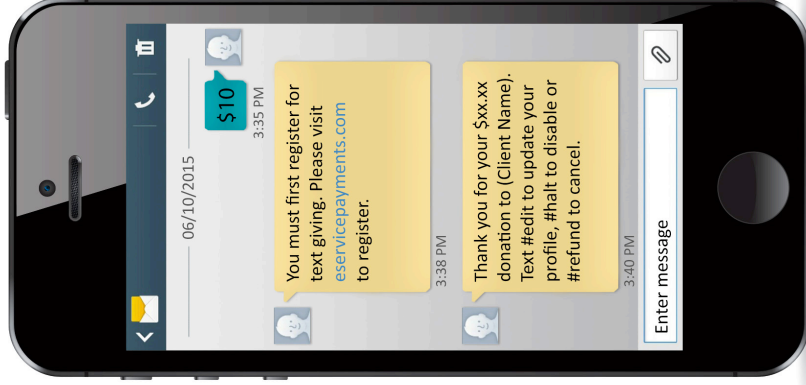 06/10/2015
$10
3:35 PM
You must first register for
text giving. Please visit
eservicepayments.com
to register.
3:38 PM
Thank you for your $xx.xx
donation to (Client Name).
Text #edit to update your
profile, #halt to disable or
#refund to cancel.
3:40 PM
Enter message